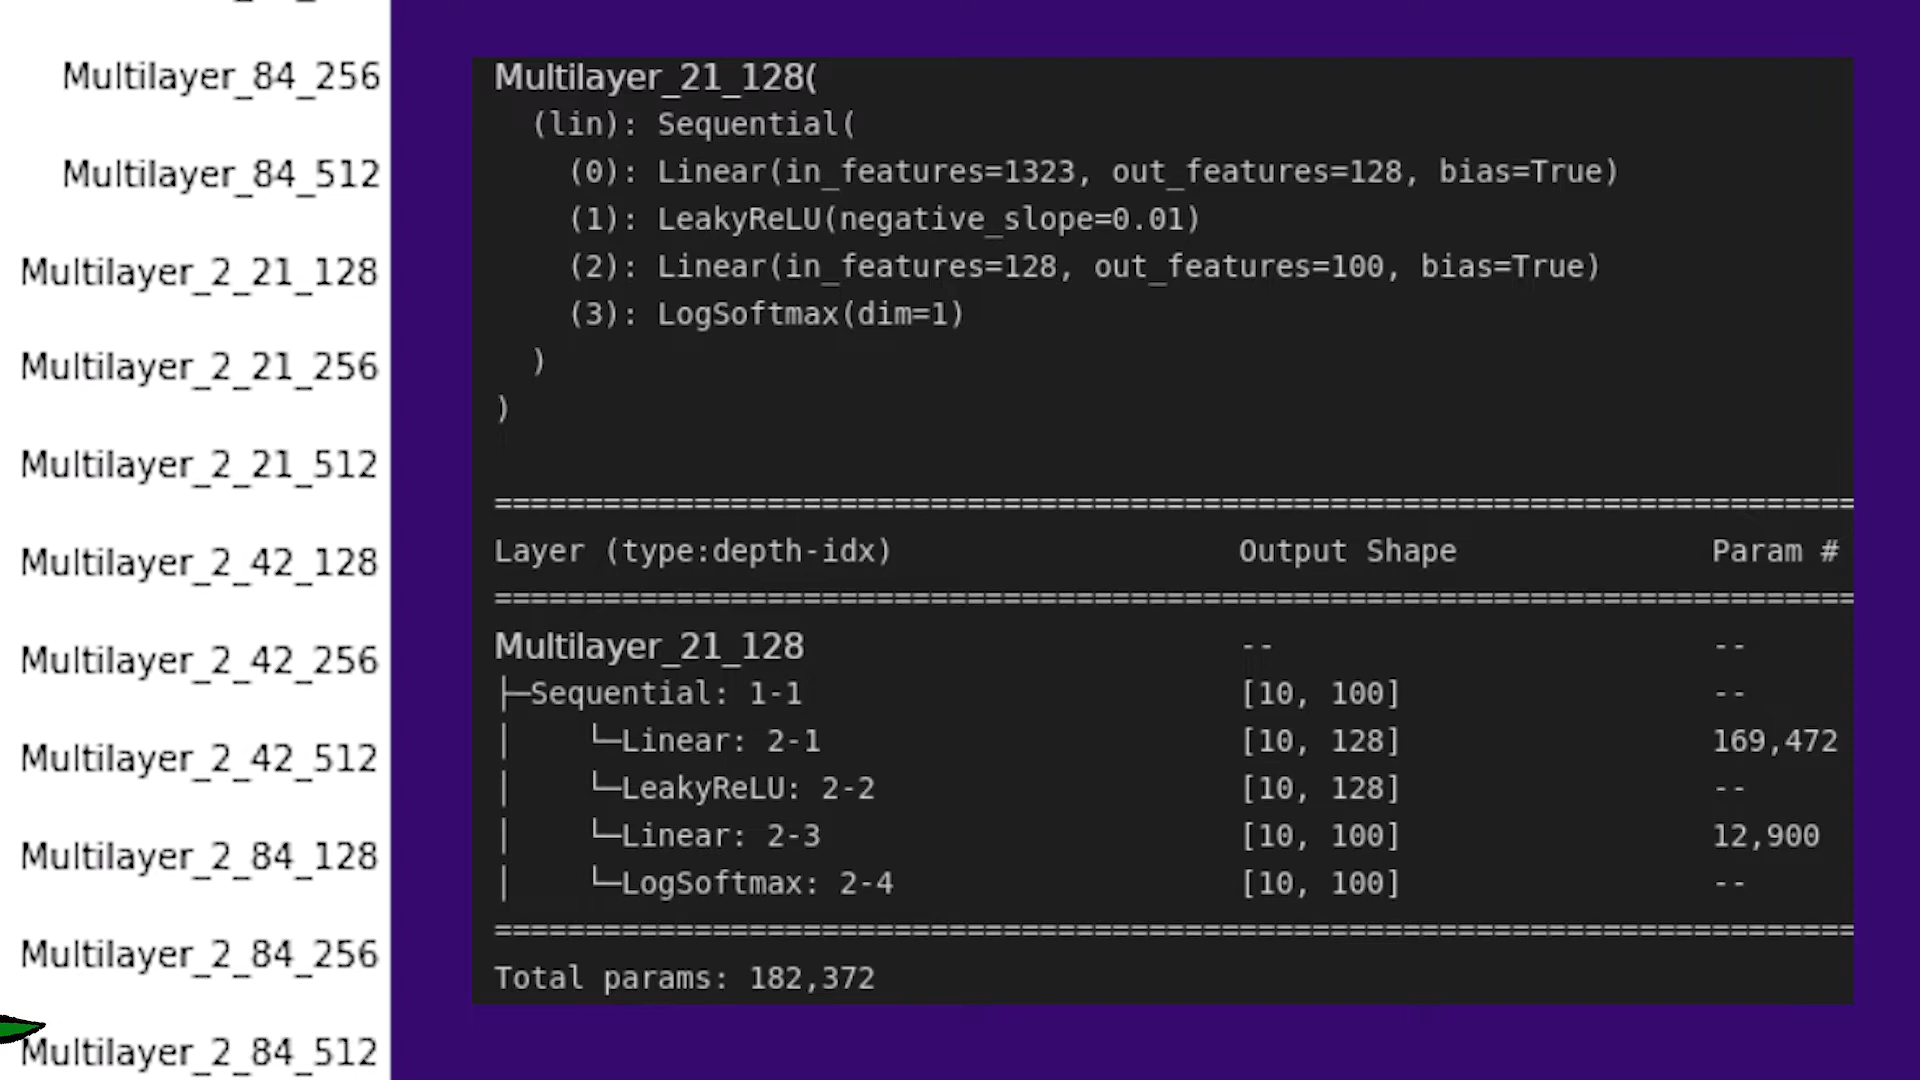 Multilayer_84_256
Multilayer_84_512
Multilayer_2_21_128
Multilayer_2_21_256
Multilayer_2_21_512
Multilayer_2_42_128
Multilayer_2_42_256
Multilayer_2_42_512
Multilayer_2_84_128
Multilayer_2_84_256
Multilayer_2_84_512
Multilayer_21_128(
(lin): Sequential(
(0): Linear(in_features=1323, out_features=128, bias=True)
(1): LeakyReLU(negative_slope=0.01)
(2): Linear(in_features=128, out_features=100, bias=True)
(3): LogSoftmax(dim=1)
)
)
===========================================================================
Layer (type:depth-idx) Output Shape Param #
===========================================================================
Multilayer_21_128 -- --
├─Sequential: 1-1 [10, 100] --
│ └─Linear: 2-1 [10, 128] 169,472
│ └─LeakyReLU: 2-2 [10, 128] --
│ └─Linear: 2-3 [10, 100] 12,900
│ └─LogSoftmax: 2-4 [10, 100] --
===========================================================================
Total params: 182,372